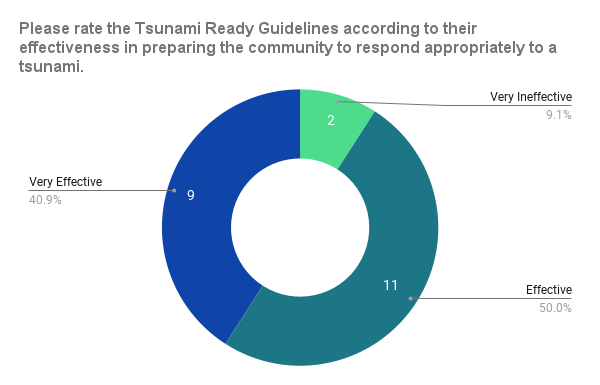 Please rate the Tsunami Ready Guidelines according to their
effectiveness in preparing the community to respond appropriately to a
tsunami.
Very Ineffective
9.1%
2
Very Effective
40.9%
9
11
Effective
50.0%